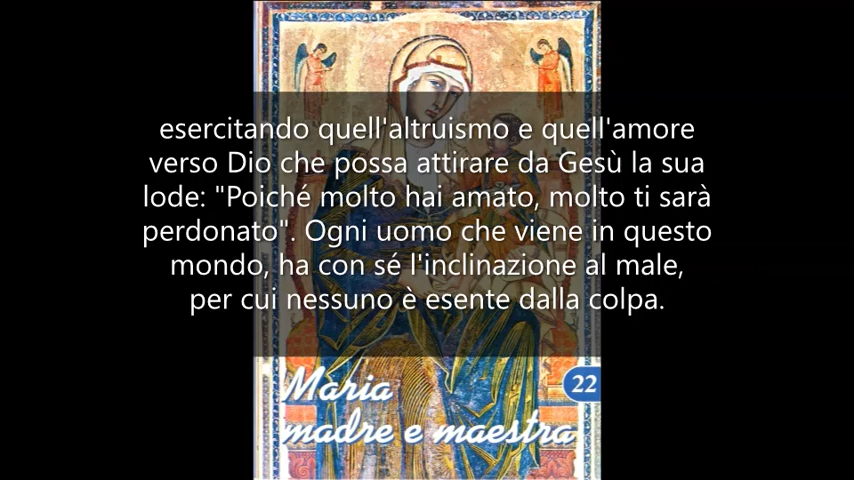 esercitando quell'altruismo e quell'amore
verso Dio che possa attirare da Gesù la sua
lode: "Poiché molto hai amato, molto ti sarà
perdonato". Ogni uomo che viene in questo
mondo, ha con sé l'inclinazione al male,
per cui nessuno è esente dalla colpa.
22
Maria
madre e maestra